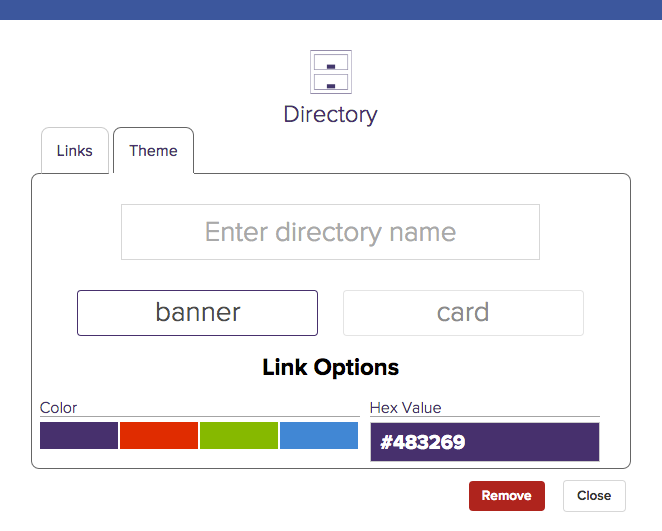 Directory
Links Theme
Enter directory name
banner card
Link Options
Color Hex Value
#483269
Remove Close